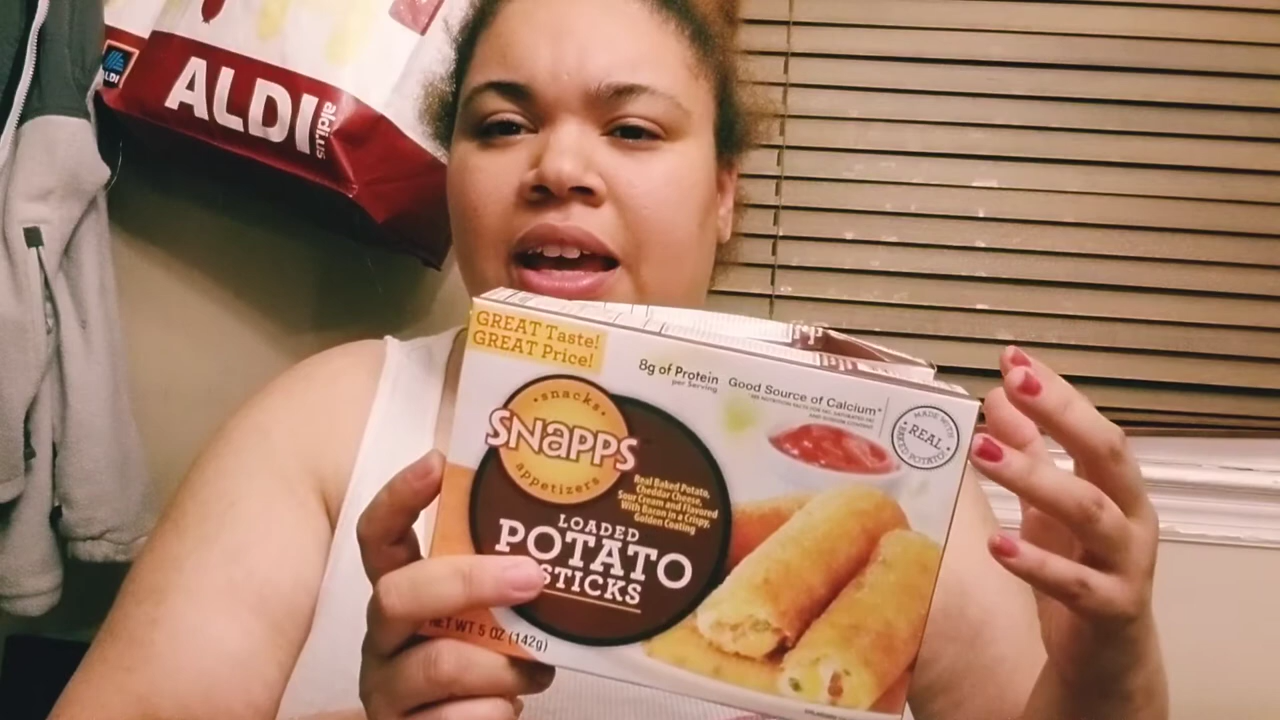 ALDI
ALDI
aldi.us
GREAT Taste!
GREAT Price!
8g of Protein
per Serving
Good Source of Calcium*
snacks
SNAPPS
appetizers
MADE WITH
REAL
BAKED POTATO!
Real Baked Potato,
Cheddar Cheese,
Sour Cream and Flavored
With Bacon in a Crispy,
Golden Coating
LOADED
POTATO
STICKS
NET WT 5 OZ (142g)